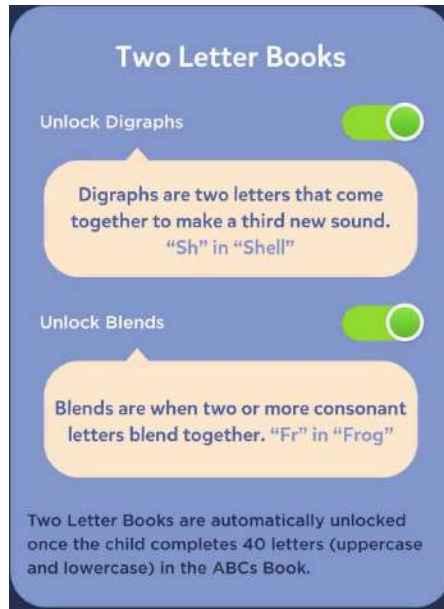 Two Letter Books
Unlock Digraphs
Digraphs are two letters that come
together to make a third new sound.
“Sh” in “Shell”
Unlock Blends
Blends are when two or more consonant
letters blend together. “Fr” in “Frog”
Two Letter Books are automatically unlocked
once the child completes 40 letters (uppercase
and lowercase) in the ABCs Book.